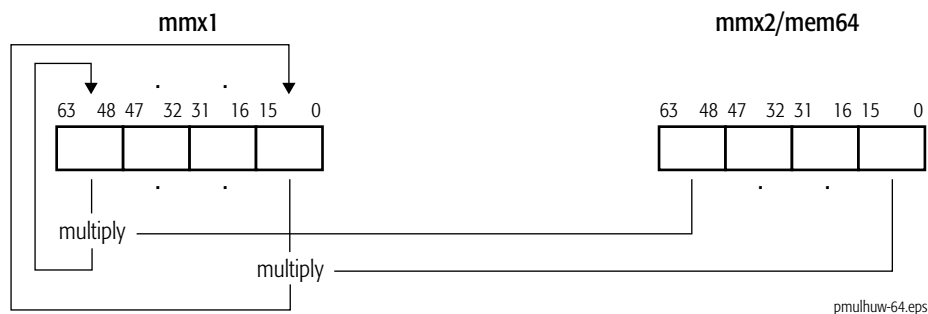 mmx1 mmx2/mem64
. . 
63 48 47 32 31 16 15 0 63 48 47 32 31 16 15 0
. . . .
multiply
multiply
pmulhuw-64.eps